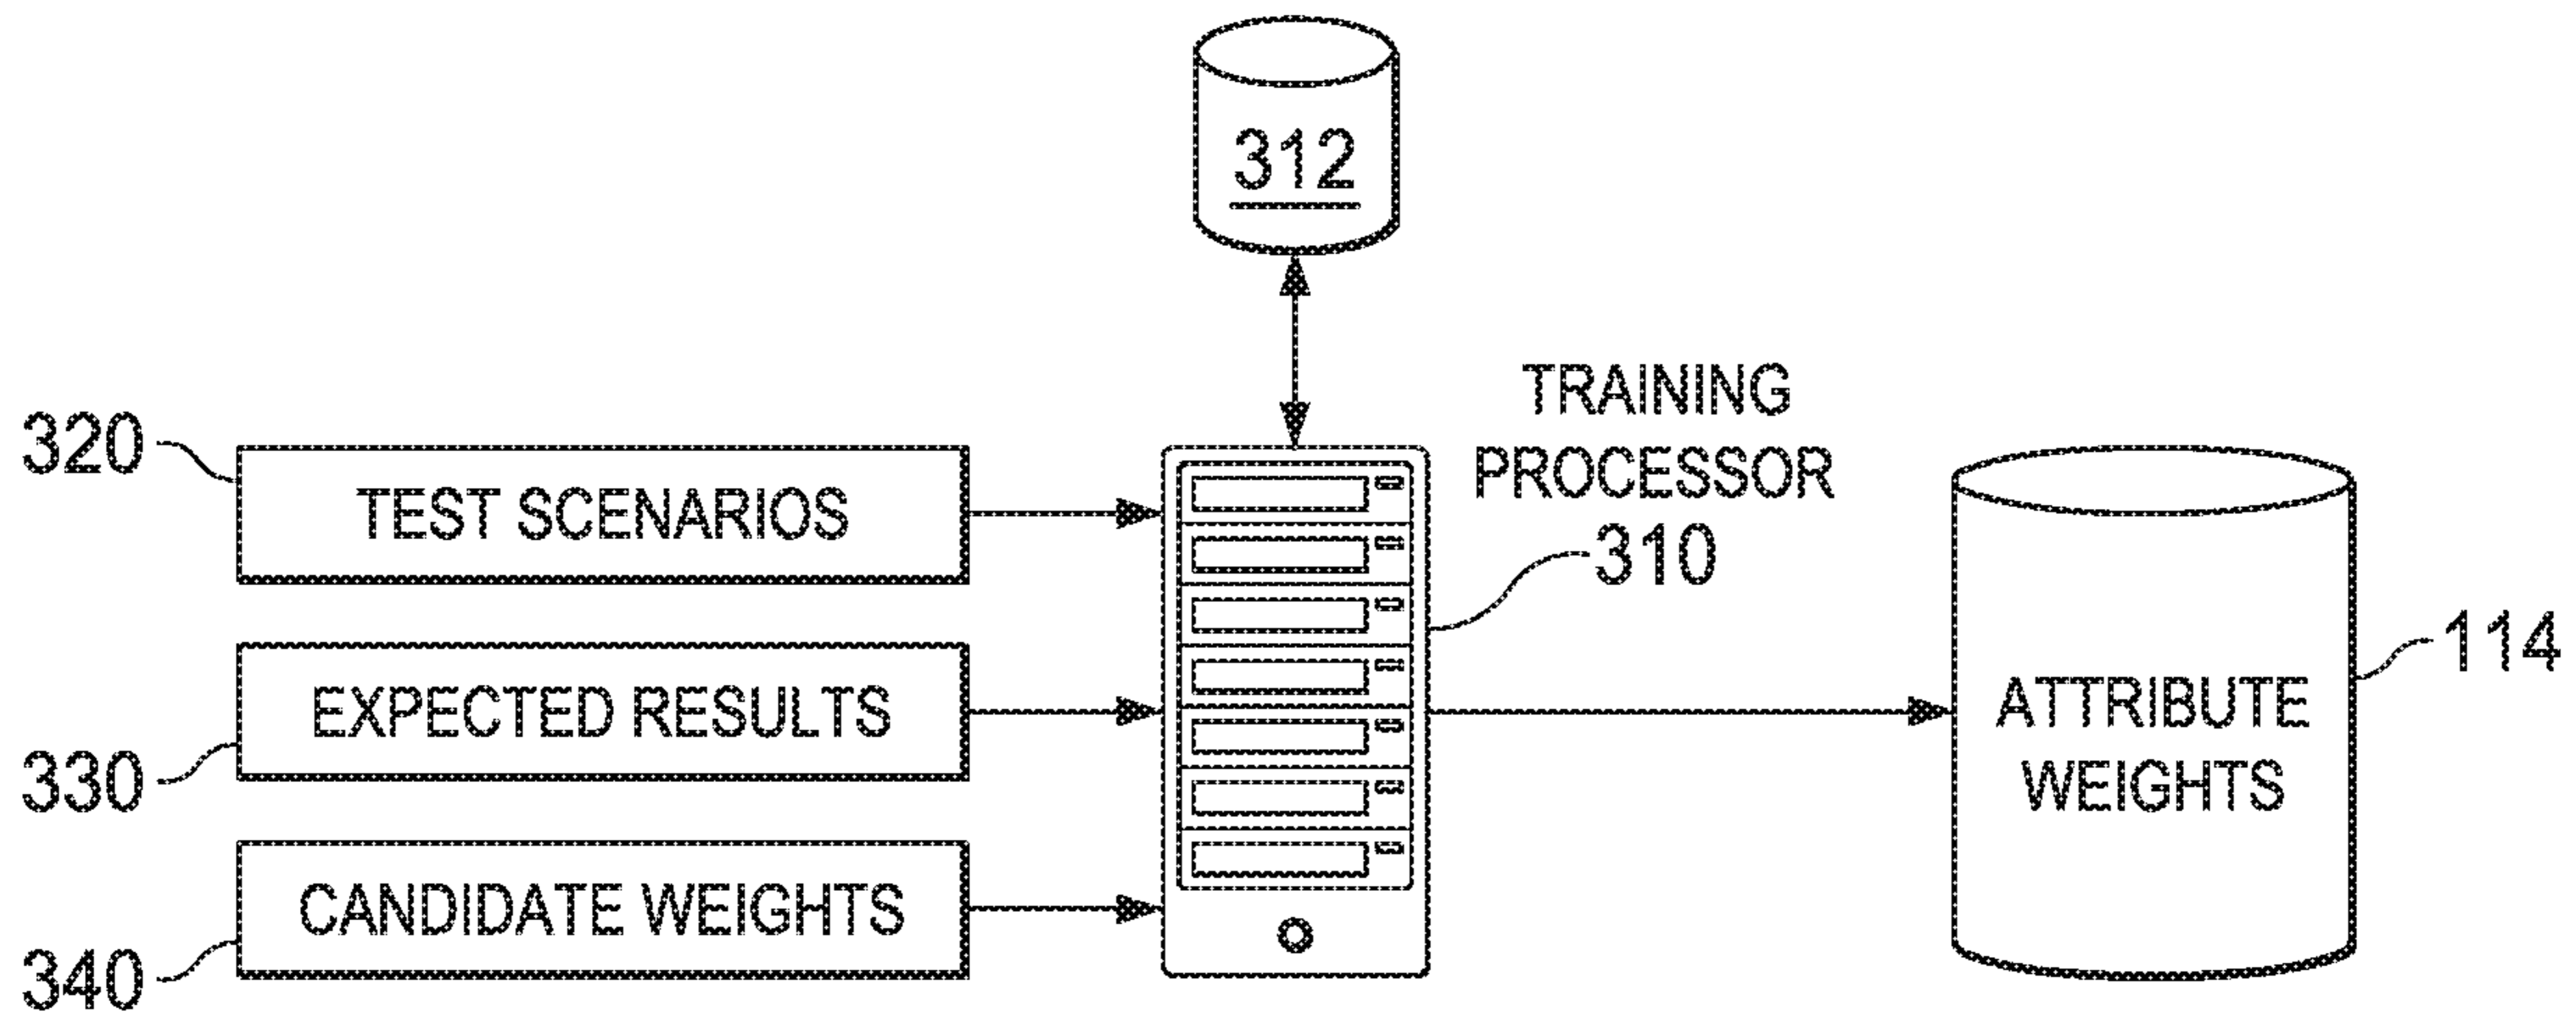 312
TRAINING
PROCESSOR
310
320
TEST SCENARIOS
330
EXPECTED RESULTS
340
CANDIDATE WEIGHTS
ATTRIBUTE
WEIGHTS
114